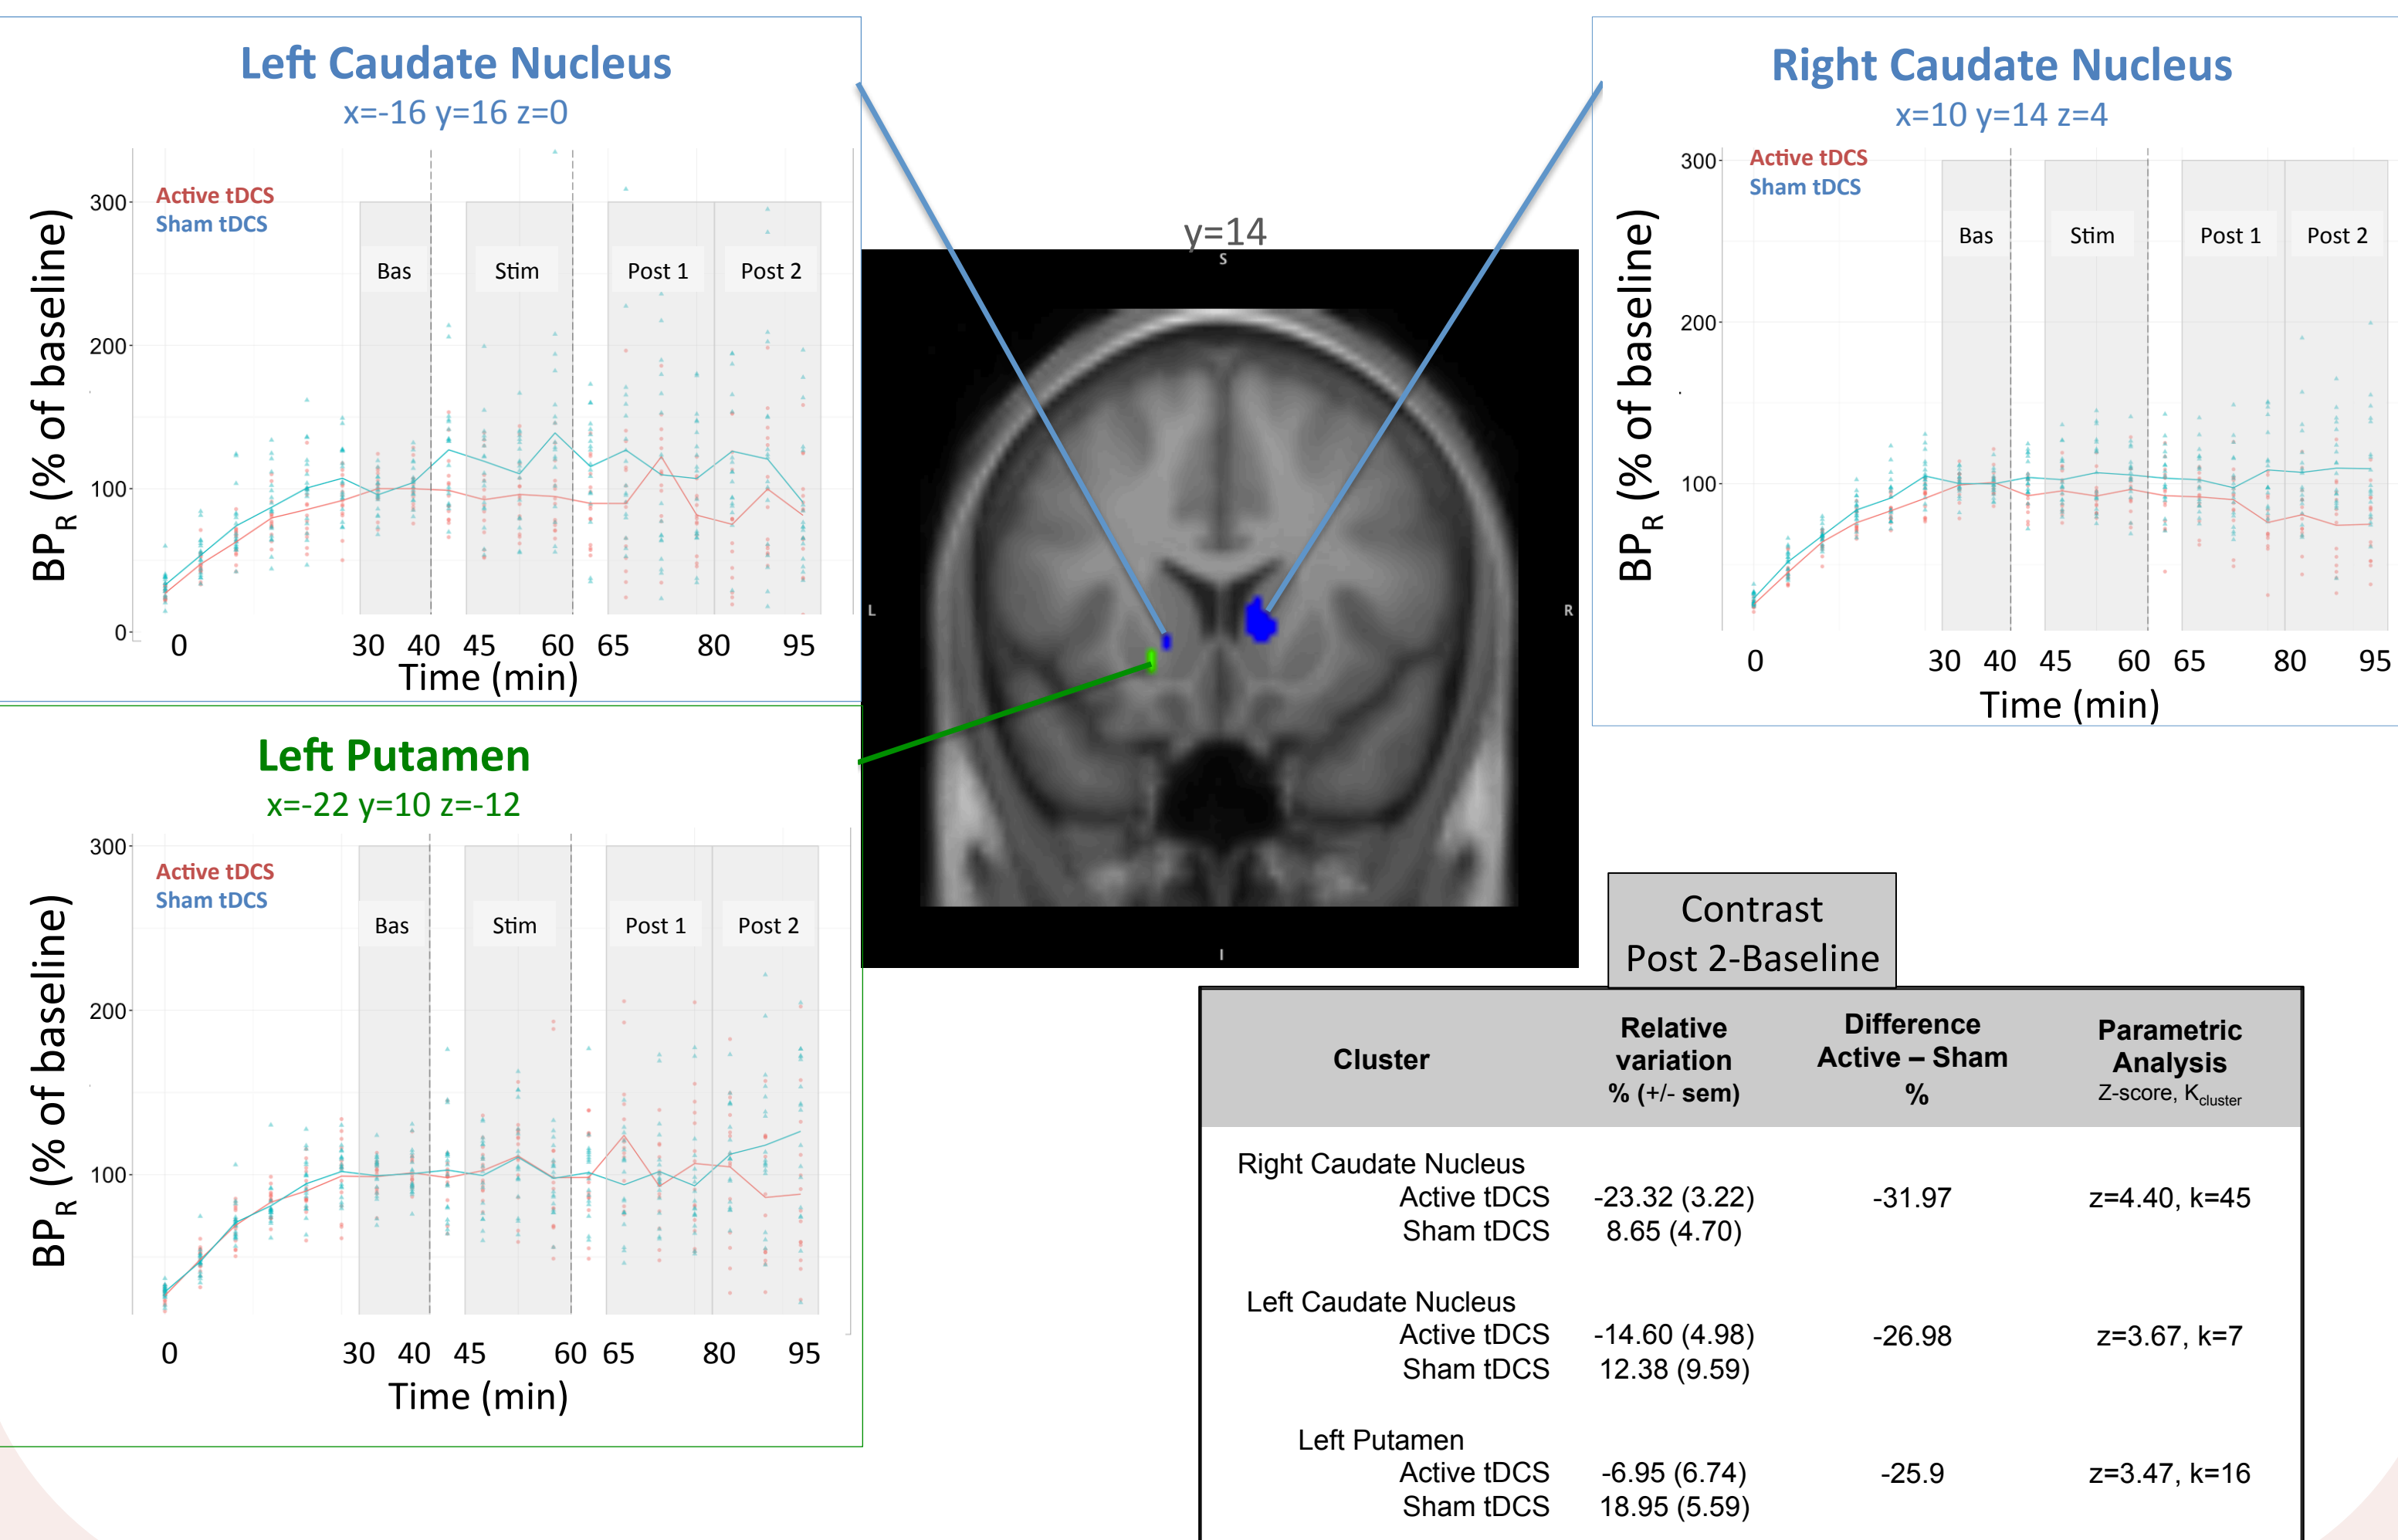 Left Caudate Nucleus
x=-16 y=16 z=0
Active tDCS
Sham tDCS
BPR (% of baseline)
300
200
100
0
Bas
Stim
Post 1
Post 2
0 30 40 45 60 65 80 95
Time (min)
y=14
S
L
R
I
Right Caudate Nucleus
x=10 y=14 z=4
Active tDCS
Sham tDCS
BPR (% of baseline)
300
200
100
Bas
Stim
Post 1
Post 2
0 30 40 45 60 65 80 95
Time (min)
Left Putamen
x=-22 y=10 z=-12
Active tDCS
Sham tDCS
BPR (% of baseline)
300
200
100
Bas
Stim
Post 1
Post 2
0 30 40 45 60 65 80 95
Time (min)
Contrast
Post 2-Baseline
Cluster
Relative
variation
% (+/- sem)
Difference
Active – Sham
%
Parametric
Analysis
Z-score, Kcluster
Right Caudate Nucleus
Active tDCS -23.32 (3.22) -31.97 z=4.40, k=45
Sham tDCS 8.65 (4.70)
Left Caudate Nucleus
Active tDCS -14.60 (4.98) -26.98 z=3.67, k=7
Sham tDCS 12.38 (9.59)
Left Putamen
Active tDCS -6.95 (6.74) -25.9 z=3.47, k=16
Sham tDCS 18.95 (5.59)